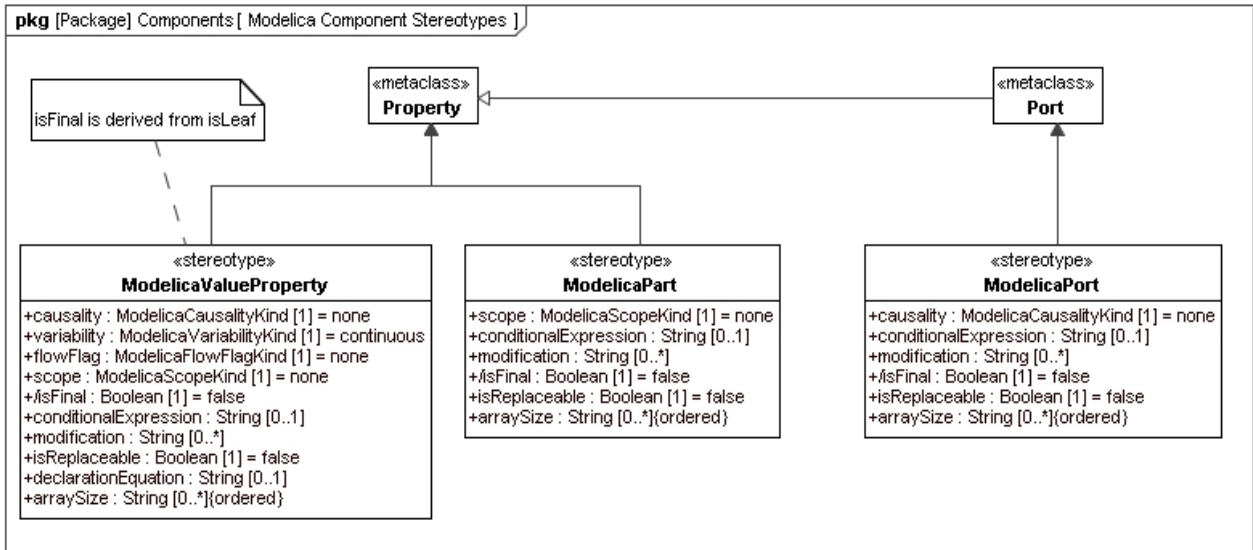 pkg [Package] Components [ Modelica Component Stereotypes ]
isFinal is derived from isLeaf
«metaclass»
Property
«metaclass»
Port
«stereotype»
ModelicaValueProperty
+causality : ModelicaCausalityKind [1] = none
+variability : ModelicaVariabilityKind [1] = continuous
+flowFlag : ModelicaFlowFlagKind [1] = none
+scope : ModelicaScopeKind [1] = none
+/isFinal : Boolean [1] = false
+conditionalExpression : String [0..1]
+modification : String [0..*]
+isReplaceable : Boolean [1] = false
+declarationEquation : String [0..1]
+arraySize : String [0..*]{ordered}
«stereotype»
ModelicaPart
+scope : ModelicaScopeKind [1] = none
+conditionalExpression : String [0..1]
+modification : String [0..*]
+/isFinal : Boolean [1] = false
+isReplaceable : Boolean [1] = false
+arraySize : String [0..*]{ordered}
«stereotype»
ModelicaPort
+causality : ModelicaCausalityKind [1] = none
+conditionalExpression : String [0..1]
+modification : String [0..*]
+/isFinal : Boolean [1] = false
+isReplaceable : Boolean [1] = false
+arraySize : String [0..*]{ordered}